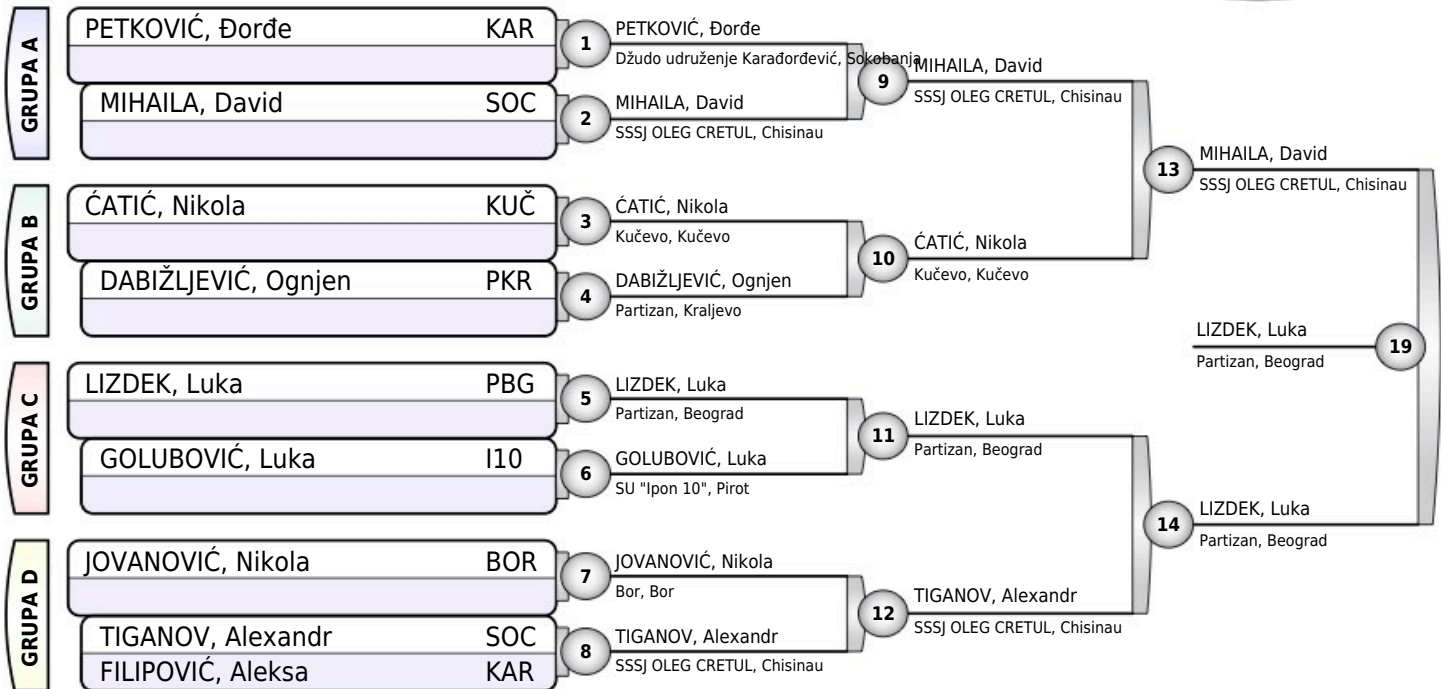 GRUPA A
PETKOVIĆ, Đorđe KAR
MIHAILA, David SOC
1
PETKOVIĆ, Đorđe
Džudo udruženje Karađorđević, Sokobanja
2
MIHAILA, David
SSSJ OLEG CRETUL, Chisinau
9
MIHAILA, David
SSSJ OLEG CRETUL, Chisinau
GRUPA B
ĆATIĆ, Nikola KUČ
DABIŽLJEVIĆ, Ognjen PKR
3
ĆATIĆ, Nikola
Kučevo, Kučevo
4
DABIŽLJEVIĆ, Ognjen
Partizan, Kraljevo
10
ĆATIĆ, Nikola
Kučevo, Kučevo
13
MIHAILA, David
SSSJ OLEG CRETUL, Chisinau
GRUPA C
LIZDEK, Luka PBG
GOLUBOVIĆ, Luka I10
5
LIZDEK, Luka
Partizan, Beograd
6
GOLUBOVIĆ, Luka
SU "Ipon 10", Pirot
11
LIZDEK, Luka
Partizan, Beograd
GRUPA D
JOVANOVIĆ, Nikola BOR
TIGANOV, Alexandr SOC
FILIPOVIĆ, Aleksa KAR
7
JOVANOVIĆ, Nikola
Bor, Bor
8
TIGANOV, Alexandr
SSSJ OLEG CRETUL, Chisinau
12
TIGANOV, Alexandr
SSSJ OLEG CRETUL, Chisinau
14
LIZDEK, Luka
Partizan, Beograd
LIZDEK, Luka
Partizan, Beograd
19